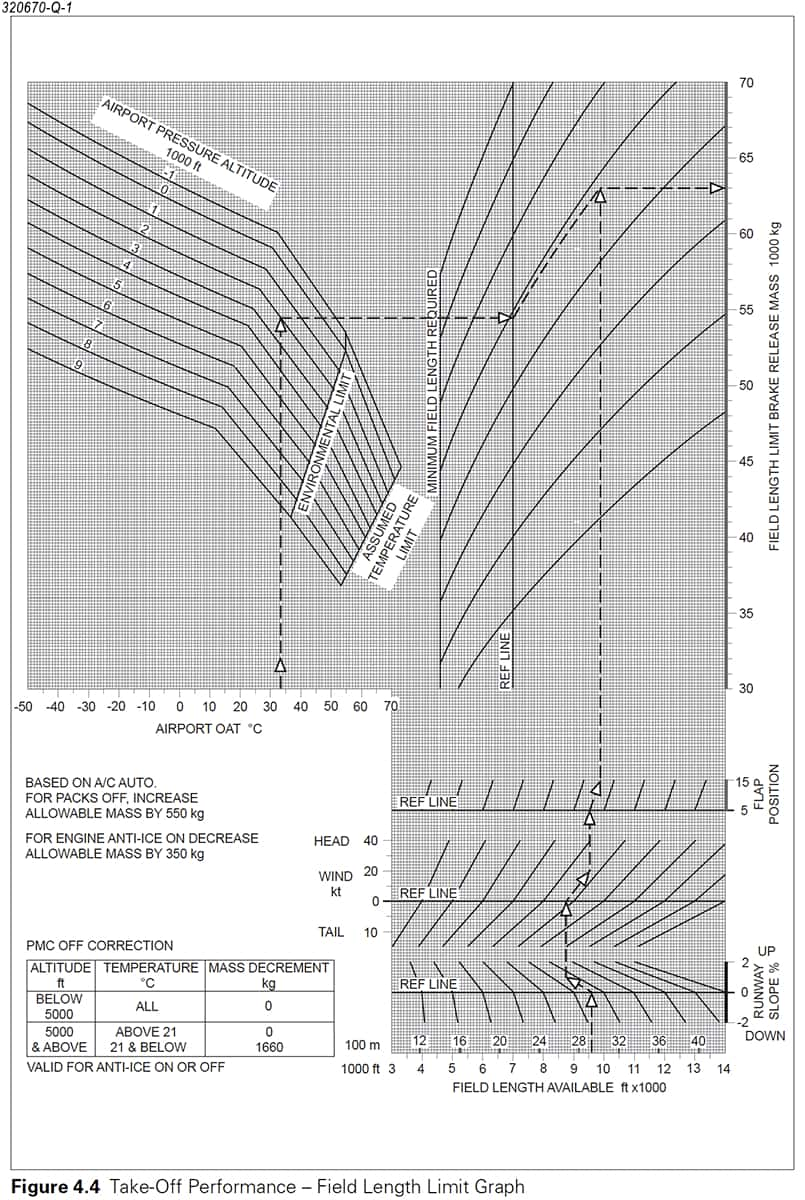 320670-Q-1
AIRPORT PRESSURE ALTITUDE
1000 ft
-1
0
1
2
3
4
5
6
7
8
9
ENVIRONMENTAL LIMIT
ASSUMED
TEMPERATURE
LIMIT
MINIMUM FIELD LENGTH REQUIRED
REF LINE
70
65
60
55
50
45
40
35
30
FIELD LENGTH LIMIT BRAKE RELEASE MASS 1000 kg
-50 -40 -30 -20 -10 0 10 20 30 40 50 60 70
AIRPORT OAT °C
BASED ON A/C AUTO.
FOR PACKS OFF, INCREASE
ALLOWABLE MASS BY 550 kg
FOR ENGINE ANTI-ICE ON DECREASE
ALLOWABLE MASS BY 350 kg
REF LINE
15
5
FLAP
POSITION
HEAD 40
20
WIND
kt
0
REF LINE
TAIL 10
UP
2
REF LINE
0
-2
RUNWAY
SLOPE %
DOWN
PMC OFF CORRECTION
ALTITUDE ft TEMPERATURE °C MASS DECREMENT kg
BELOW 5000 ALL 0
5000 & ABOVE ABOVE 21 0
21 & BELOW 1660
VALID FOR ANTI-ICE ON OR OFF
100 m 12 16 20 24 28 32 36 40
1000 ft 3 4 5 6 7 8 9 10 11 12 13 14
FIELD LENGTH AVAILABLE ft x1000
Figure 4.4 Take-Off Performance – Field Length Limit Graph